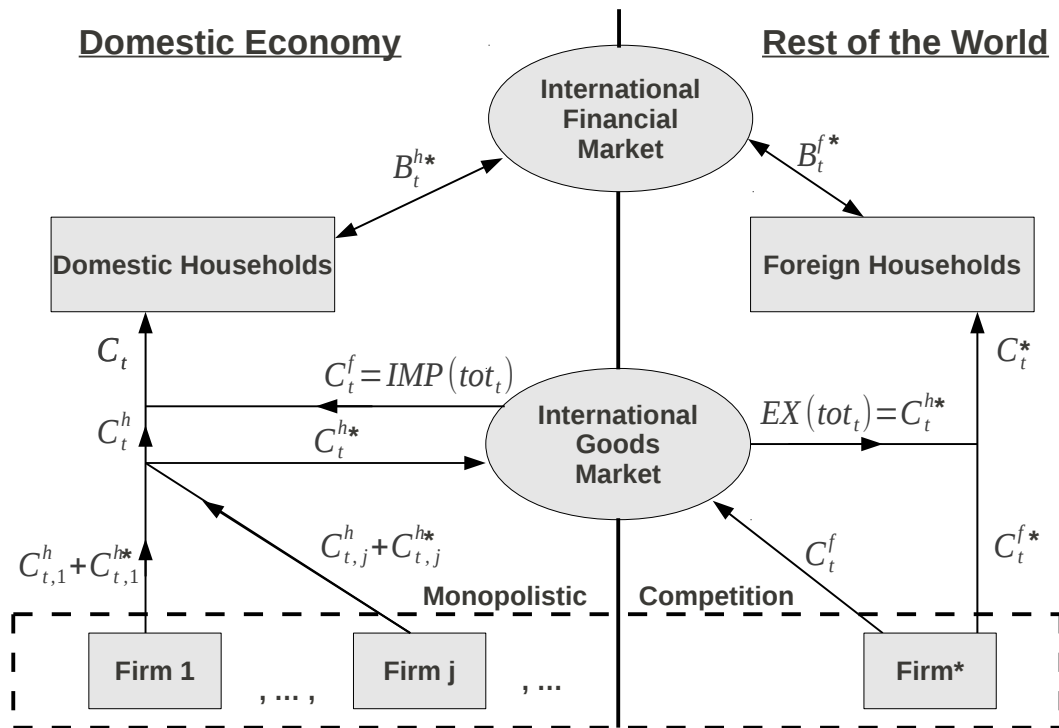 Domestic Economy
Rest of the World
International
Financial
Market
B_t^{h*}
B_t^{f*}
Domestic Households
Foreign Households
C_t
C_t^*
C_t^f=IMP(tot_t)
C_t^h
C_t^{h*}
International
Goods
Market
EX(tot_t)=C_t^{h*}
C_{t,1}^h+C_{t,1}^{h*}
C_{t,j}^h+C_{t,j}^{h*}
C_t^f
C_t^{f*}
Monopolistic
Competition
Firm 1
, ... ,
Firm j
, ...
Firm*